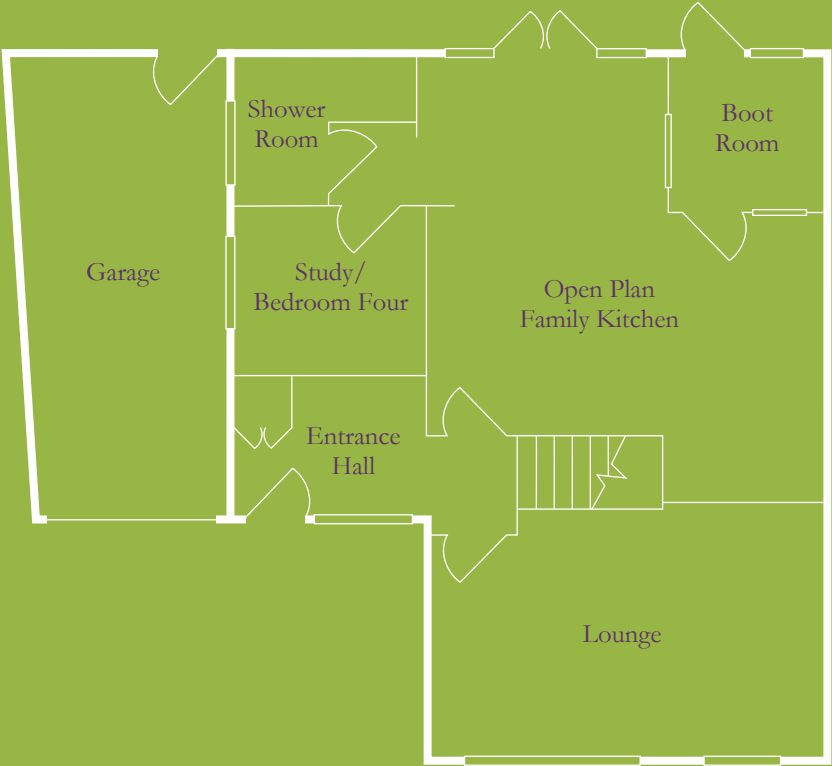 Shower
Room
Boot
Room
Garage
Study/
Bedroom Four
Open Plan
Family Kitchen
Entrance
Hall
Lounge